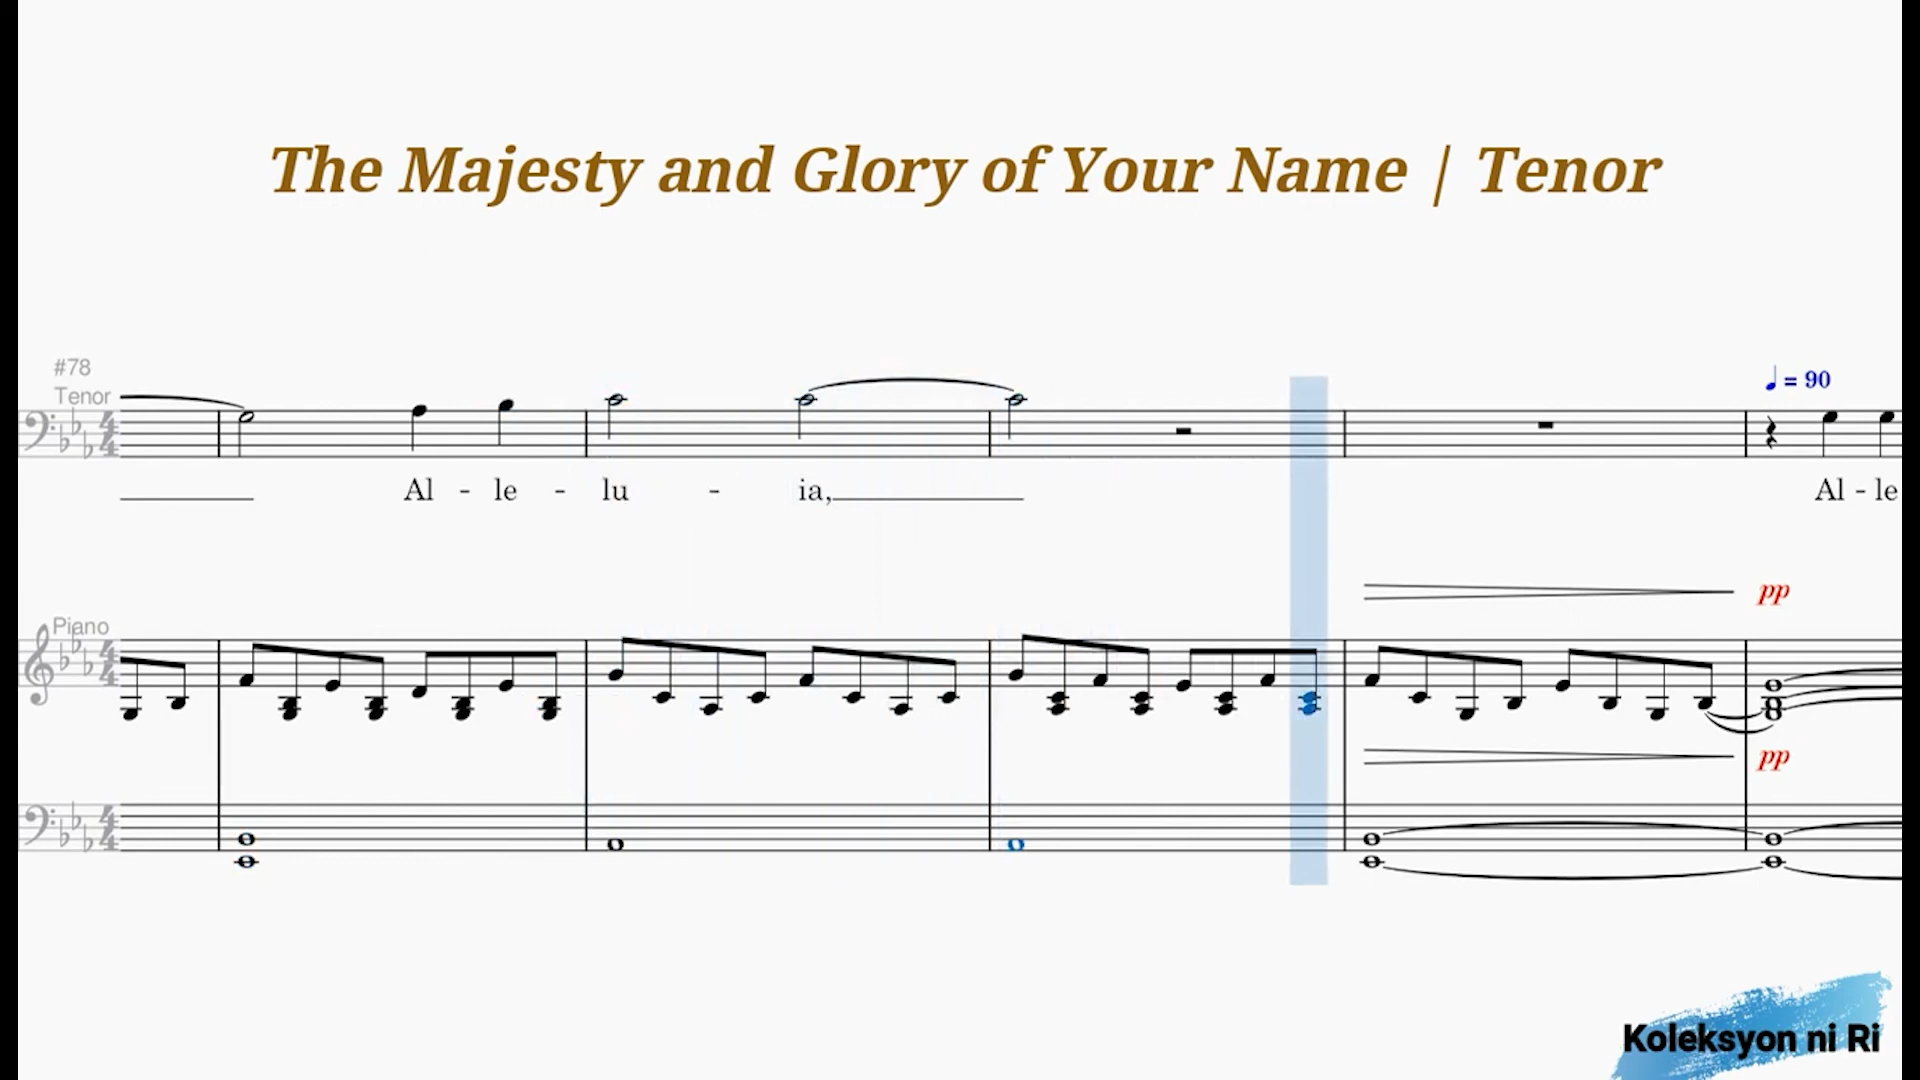 The Majesty and Glory of Your Name | Tenor
#78
Tenor
♩ = 90
Al - le - lu - ia,
Al - le
pp
Piano
pp
Koleksyon ni Ri